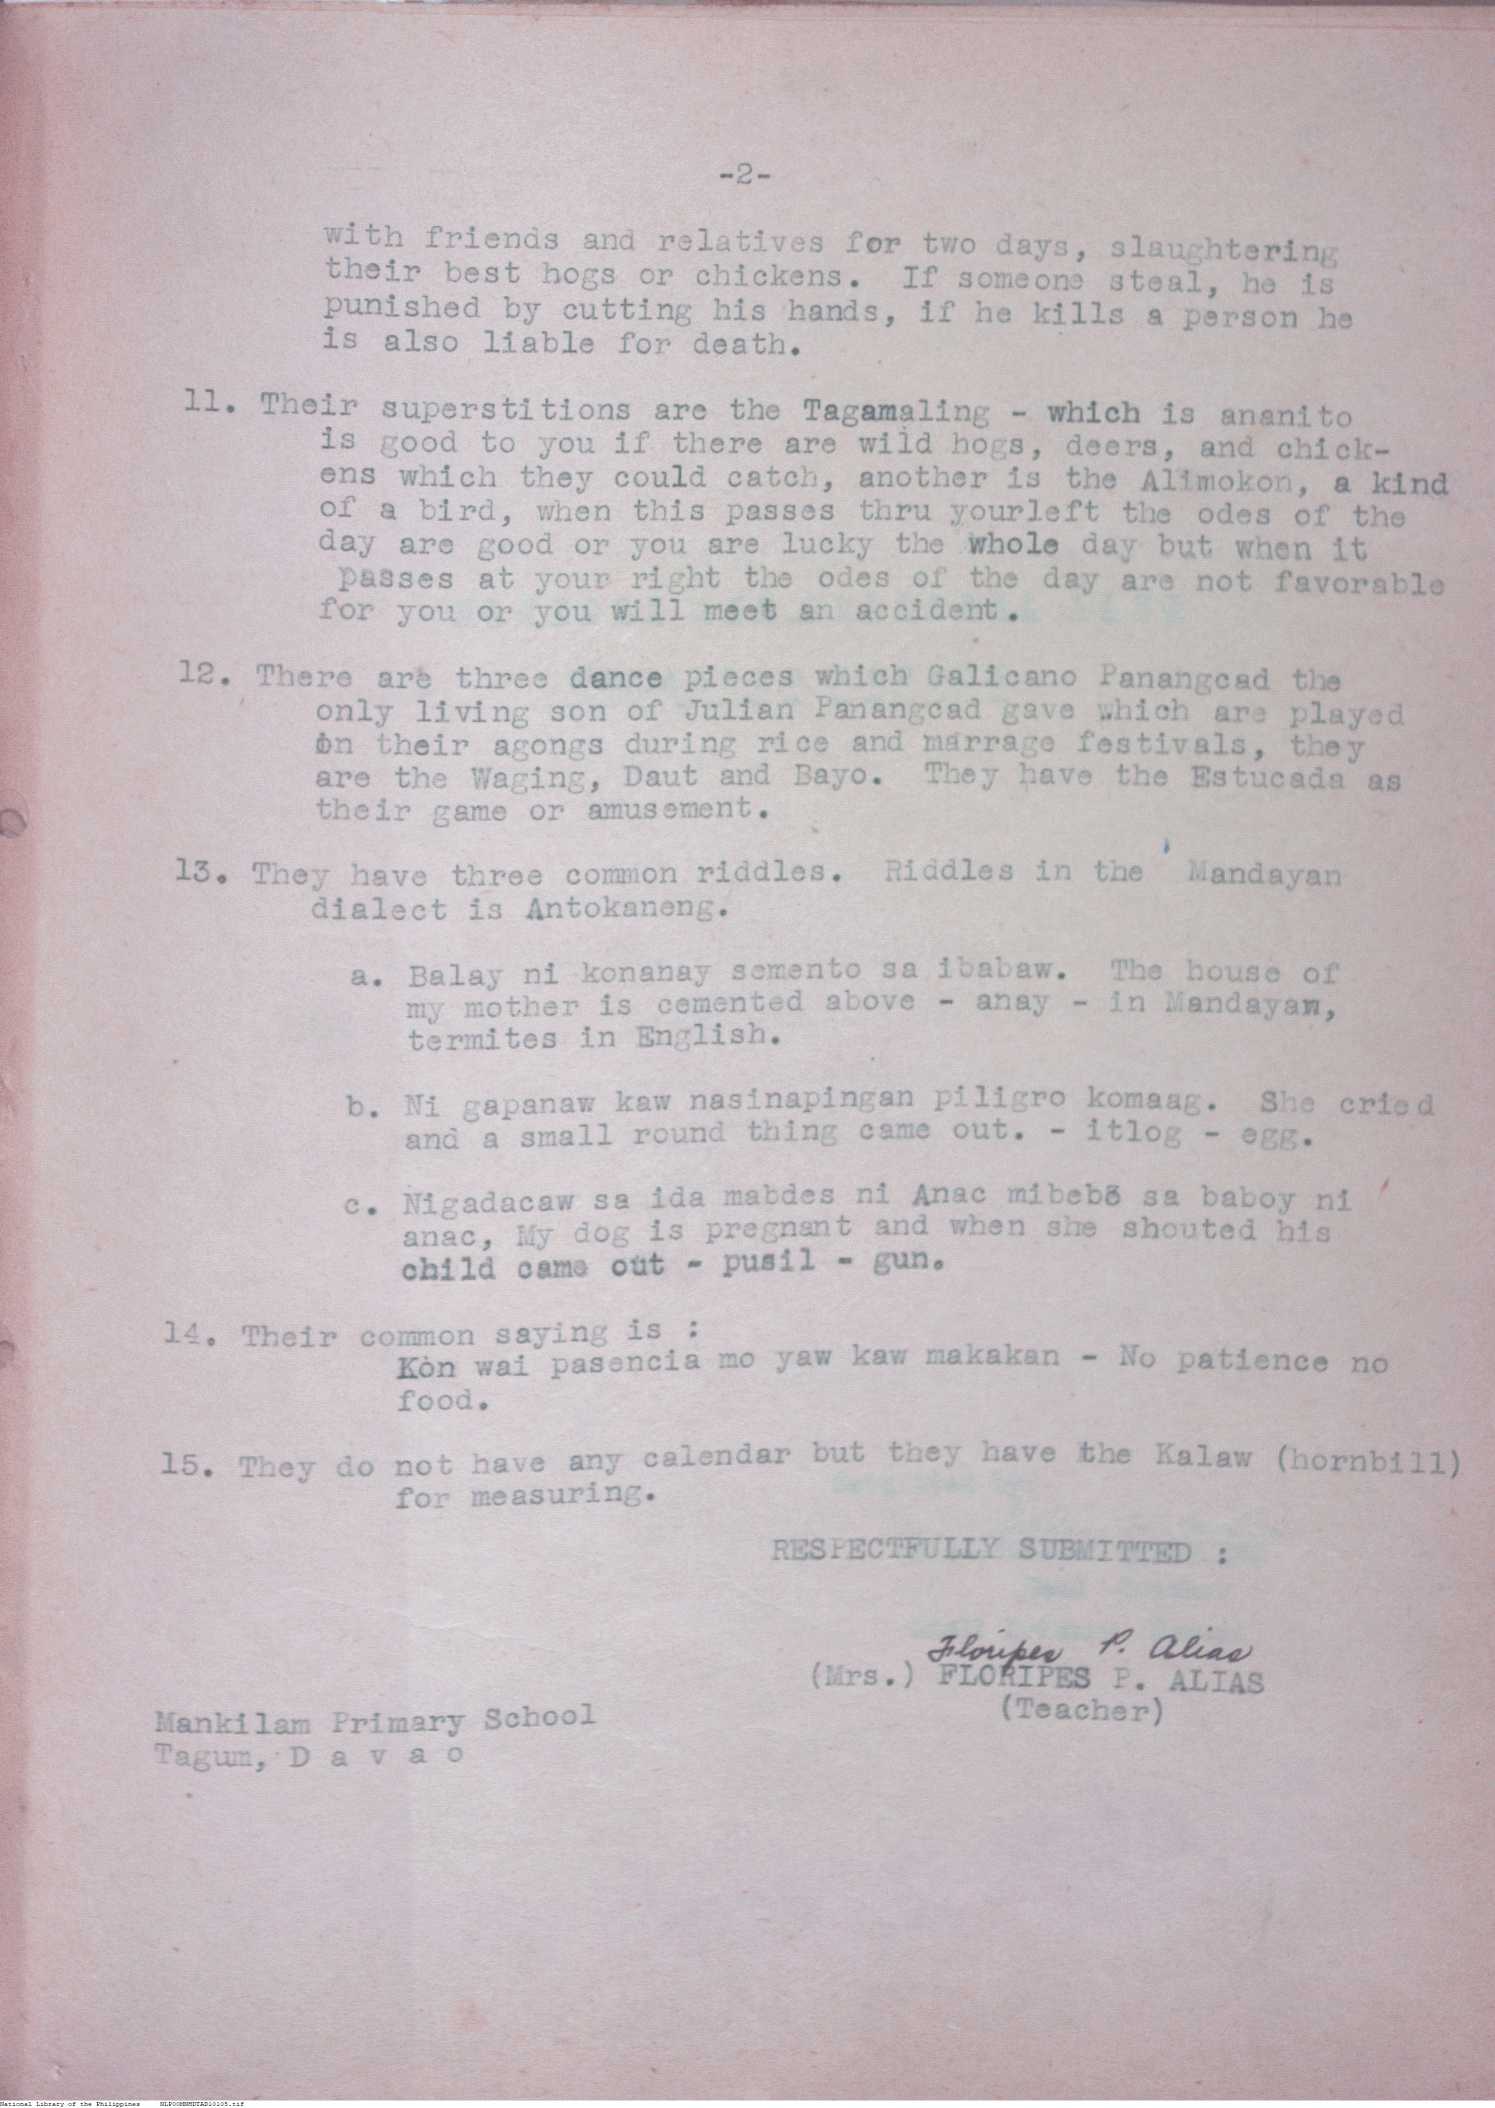 -2-
with friends and relatives for two days, slaughtering
their best hogs or chickens. If someone steal, he is
punished by cutting his hands, if he kills a person he
is also liable for death.
11. Their superstitions are the Tagamaling - which is ananito
is good to you if there are wild hogs, deers, and chick-
ens which they could catch, another is the Alimokon, a kind
of a bird, when this passes thru yourleft the odes of the
day are good or you are lucky the whole day but when it
passes at your right the odes of the day are not favorable
for you or you will meet an accident.
12. There are three dance pieces which Galicano Panangcad the
only living son of Julian Panangcad gave which are played
on their agongs during rice and marrage festivals, they
are the Waging, Daut and Bayo. They have the Estucada as
their game or amusement.
13. They have three common riddles. Riddles in the Mandayan
dialect is Antokaneng.
a. Balay ni konanay semento sa ibabaw. The house of
my mother is cemented above - anay - in Mandayan,
termites in English.
b. Ni gapanaw kaw nasinapingan piligro komaag. She cried
and a small round thing came out. - itlog - egg.
c. Nigadacaw sa ida mabdes ni Anac mibebō sa baboy ni
anac, My dog is pregnant and when she shouted his
child came out - pusil - gun.
14. Their common saying is :
Kon wai pasencia mo yaw kaw makakan - No patience no
food.
15. They do not have any calendar but they have the Kalaw (hornbill)
for measuring.
RESPECTFULLY SUBMITTED :
Floripes P. Alias
(Mrs.) FLORIPES P. ALIAS
(Teacher)
Mankilam Primary School
Tagum, D a v a o
National Library of the Philippines